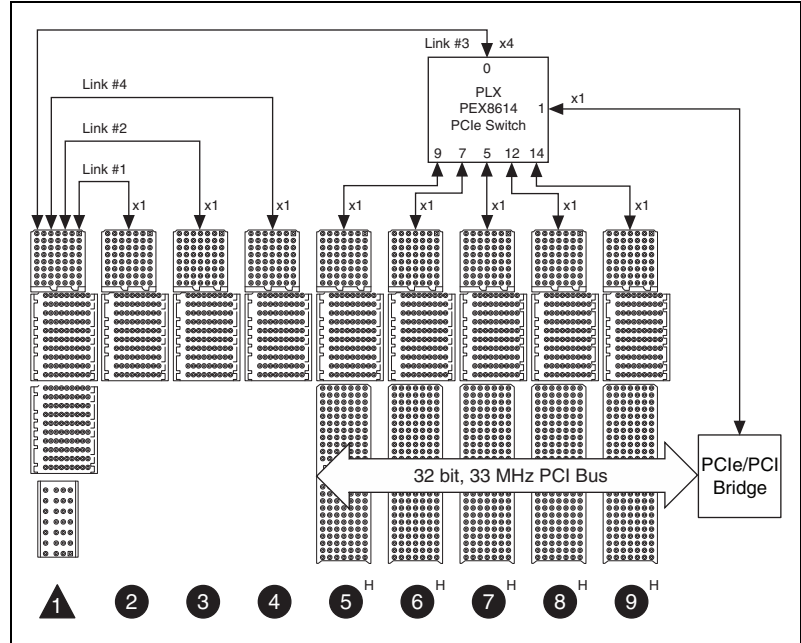 Link #3 x4
0
PLX
PEX8614
PCIe Switch
1
x1
9 7 5 12 14
Link #4
Link #2
Link #1
x1 x1 x1 x1 x1 x1 x1 x1
32 bit, 33 MHz PCI Bus
PCIe/PCI
Bridge
1 2 3 4 5 H 6 H 7 H 8 H 9 H